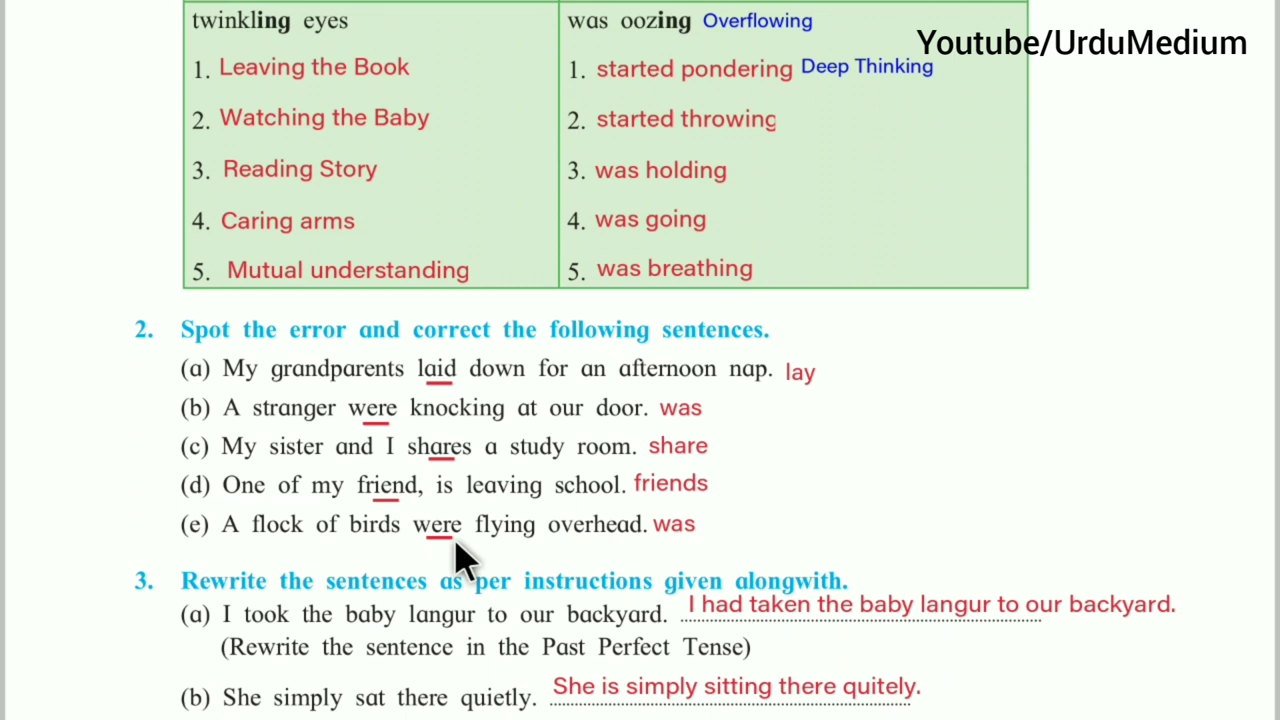 twinkling eyes was oozing Overflowing
Youtube/UrduMedium
1. Leaving the Book 1. started pondering Deep Thinking
2. Watching the Baby 2. started throwing
3. Reading Story 3. was holding
4. Caring arms 4. was going
5. Mutual understanding 5. was breathing
2. Spot the error and correct the following sentences.
(a) My grandparents laid down for an afternoon nap. lay
(b) A stranger were knocking at our door. was
(c) My sister and I shares a study room. share
(d) One of my friend, is leaving school. friends
(e) A flock of birds were flying overhead. was
3. Rewrite the sentences as per instructions given alongwith.
(a) I took the baby langur to our backyard. I had taken the baby langur to our backyard.
(Rewrite the sentence in the Past Perfect Tense)
(b) She simply sat there quietly. She is simply sitting there quitely.